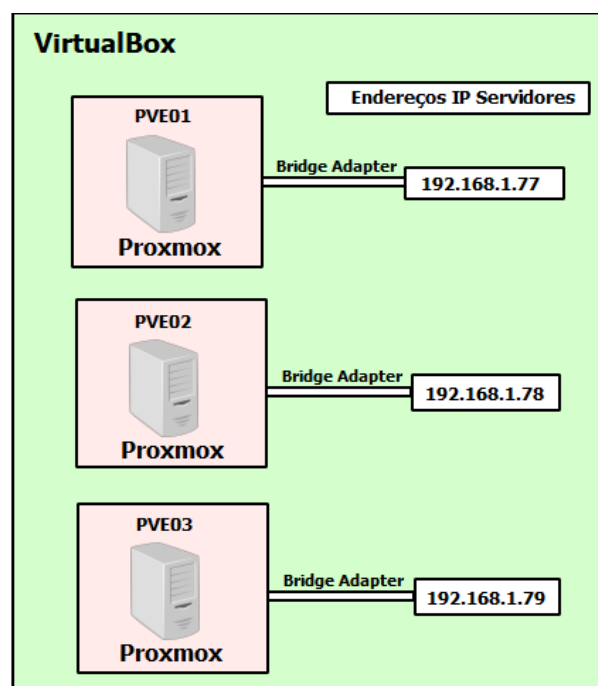 VirtualBox
Endereços IP Servidores
PVE01
Bridge Adapter
192.168.1.77
Proxmox
PVE02
Bridge Adapter
192.168.1.78
Proxmox
PVE03
Bridge Adapter
192.168.1.79
Proxmox